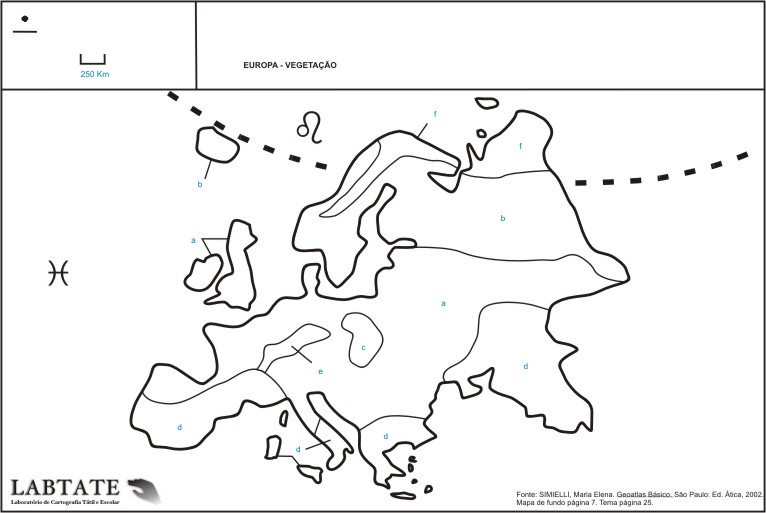 250 Km
EUROPA - VEGETAÇÃO
f
f
b
b
a
a
c
d
e
d
d
d
LABTATE
Laboratório de Cartografia Tátil e Escolar
Fonte: SIMIELLI, Maria Elena. Geoatlas Básico, São Paulo: Ed. Ática, 2002.
Mapa de fundo página 7. Tema página 25.